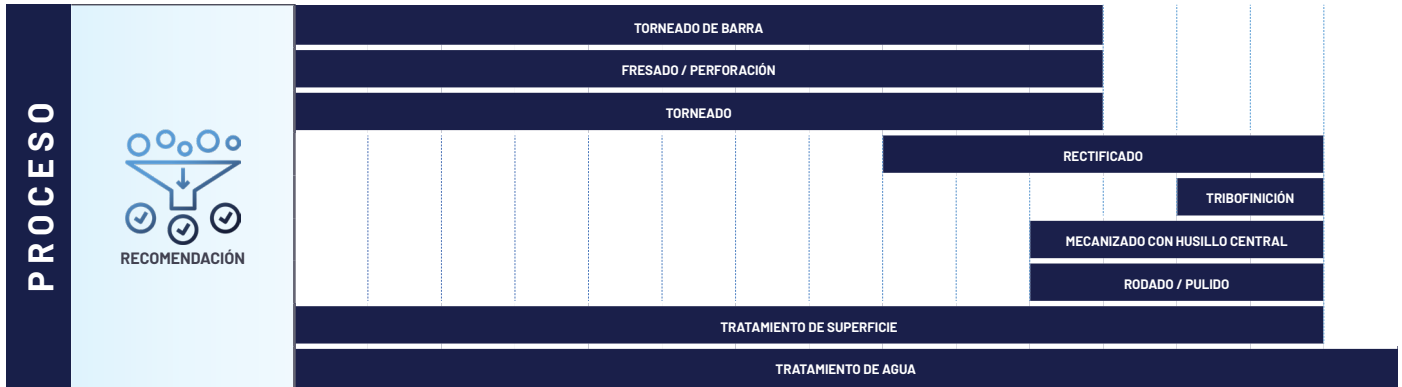 PROCESO
RECOMENDACIÓN
TORNEADO DE BARRA
FRESADO / PERFORACIÓN
TORNEADO
RECTIFICADO
TRIBOFINICIÓN
MECANIZADO CON HUSILLO CENTRAL
RODADO / PULIDO
TRATAMIENTO DE SUPERFICIE
TRATAMIENTO DE AGUA